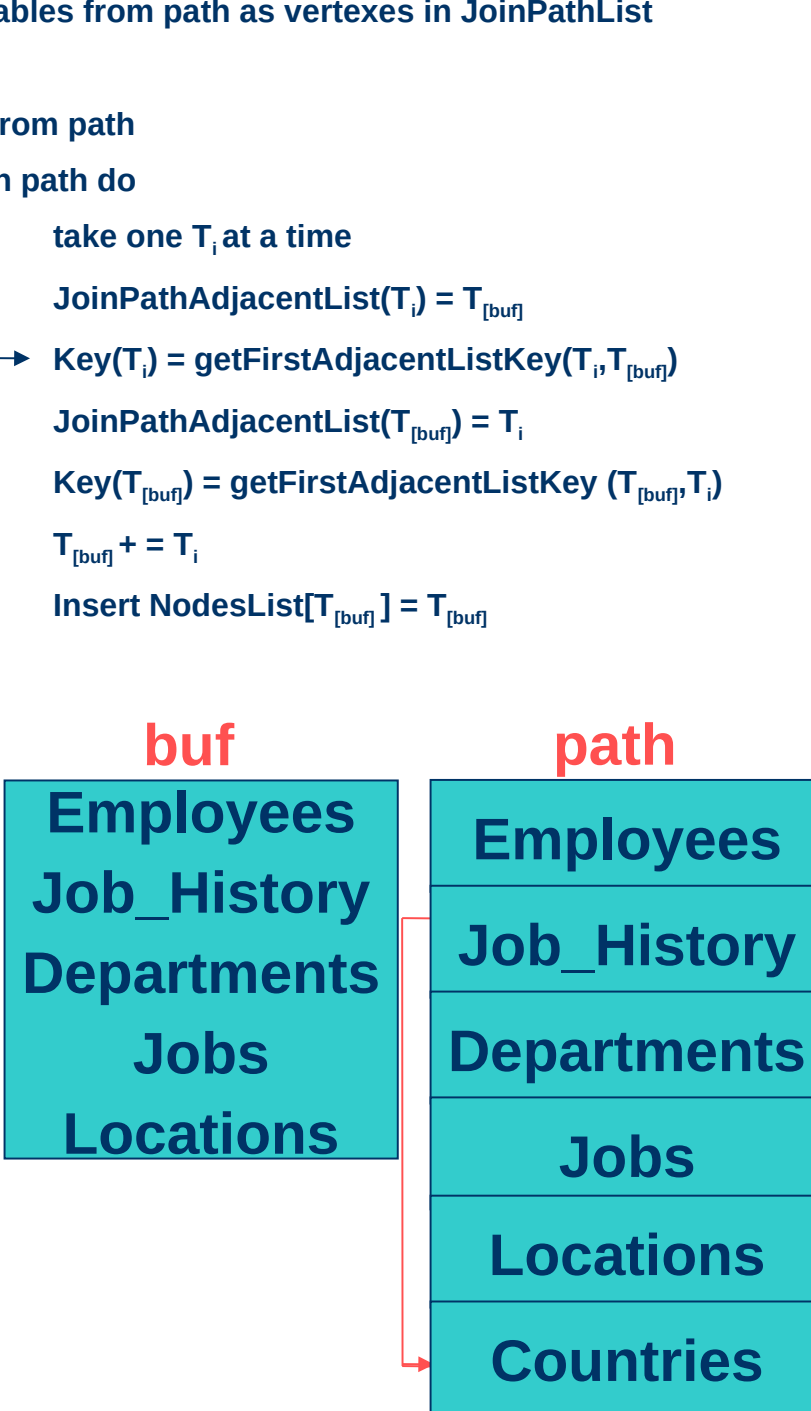 ables from path as vertexes in JoinPathList
rom path
n path do
take one Ti at a time
JoinPathAdjacentList(Ti) = T[buf]
Key(Ti) = getFirstAdjacentListKey(Ti,T[buf])
JoinPathAdjacentList(T[buf]) = Ti
Key(T[buf]) = getFirstAdjacentListKey (T[buf],Ti)
T[buf] + = Ti
Insert NodesList[T[buf] ] = T[buf]
buf
Employees
Job_History
Departments
Jobs
Locations
path
Employees
Job_History
Departments
Jobs
Locations
Countries